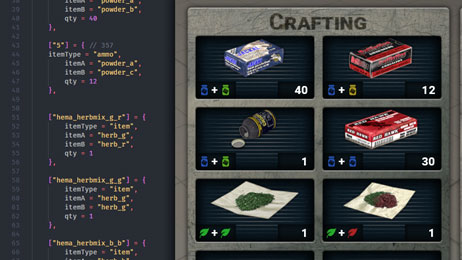 itemA = "powder_a",
itemB = "powder_b",
qty = 40
},
["5"] = { // 357
itemType = "ammo",
itemA = "powder_a",
itemB = "powder_c",
qty = 12
},
["hema_herbmix_g_r"] = {
itemType = "item",
itemA = "herb_g",
itemB = "herb_r",
qty = 1
},
["hema_herbmix_g_g"] = {
itemType = "item",
itemA = "herb_g",
itemB = "herb_g",
qty = 1
},
["hema_herbmix_b_b"] = {
itemType = "item",
CRAFTING
+ 40
+ 12
+ 1
+ 30
+ 1
+ 1